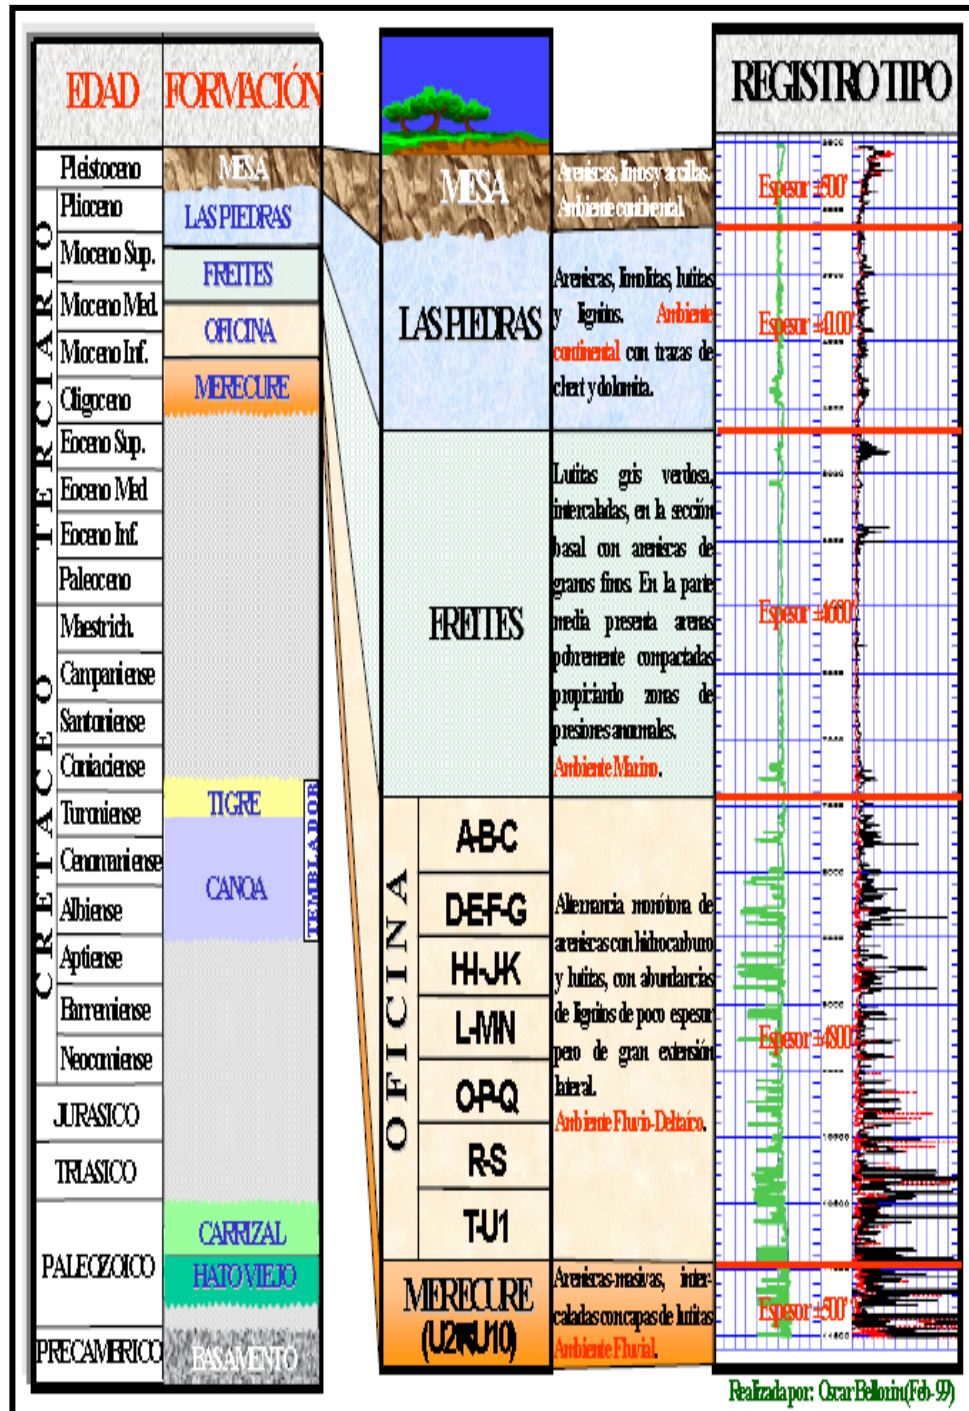 EDAD
FORMACIÓN
REGISTRO TIPO
TERCIARIO
Pleistoceno
Plioceno
Mioceno Sup.
Mioceno Med.
Mioceno Inf.
Oligoceno
Eoceno Sup.
Eoceno Med
Eoceno Inf.
Paleoceno
CRETACEO
Maestrich.
Campaniense
Santoniense
Coniaciense
Turoniense
Cenomaniense
Albiense
Aptiense
Barremiense
Neocomiense
JURASICO
TRIASICO
PALEOZOICO
PRECAMBRICO
MESA
LAS PIEDRAS
FREITES
OFICINA
MERECURE
TIGRE
CANOA
TEMBLADOR
CARRIZAL
HATO VIEJO
BASAMENTO
MESA
Areniscas, limos y arcillas.
Ambiente continental.
Espesor ±500'
LAS PIEDRAS
Areniscas, limolitas, lutitas
y lignitos. Ambiente
continental con trazas de
chert y dolomita.
Espesor ±4100'
FREITES
Lutitas gris verdosa,
intercaladas, en la sección
basal con areniscas de
granos finos. En la parte
media presenta arenas
pobremente compactadas
propiciando zonas de
presiones anormales.
Ambiente Marino.
Espesor ±4600'
OFICINA
A-B-C
D-E-F-G
H-I-J-K
L-M-N
O-P-Q
R-S
T-U1
Alternancia monótona de
areniscas con hidrocarburo
y lutitas, con abundancias
de lignitos de poco espesor
pero de gran extensión
lateral.
Ambiente Fluvio-Deltaíco.
Espesor ±4800'
MERECURE
(U2 U10)
Areniscas-masivas, inter-
caladas con capas de lutitas
Ambiente Fluvial.
Espesor ±500'
Realizada por: Oscar Bellorin (Feb-99)